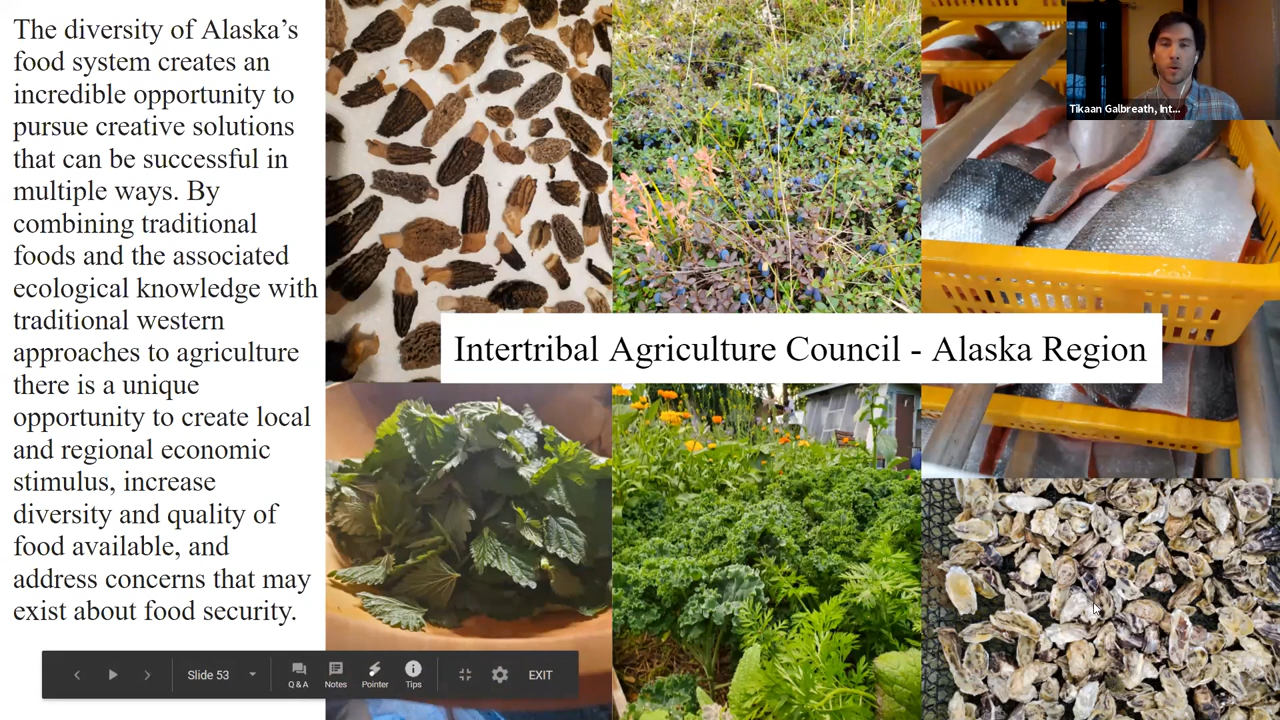 The diversity of Alaska’s
food system creates an
incredible opportunity to
pursue creative solutions
that can be successful in
multiple ways. By
combining traditional
foods and the associated
ecological knowledge with
traditional western
approaches to agriculture
there is a unique
opportunity to create local
and regional economic
stimulus, increase
diversity and quality of
food available, and
address concerns that may
exist about food security.
Intertribal Agriculture Council - Alaska Region
Tikaan Galbreath, Int...
Slide 53
Q & A
Notes
Pointer
Tips
EXIT